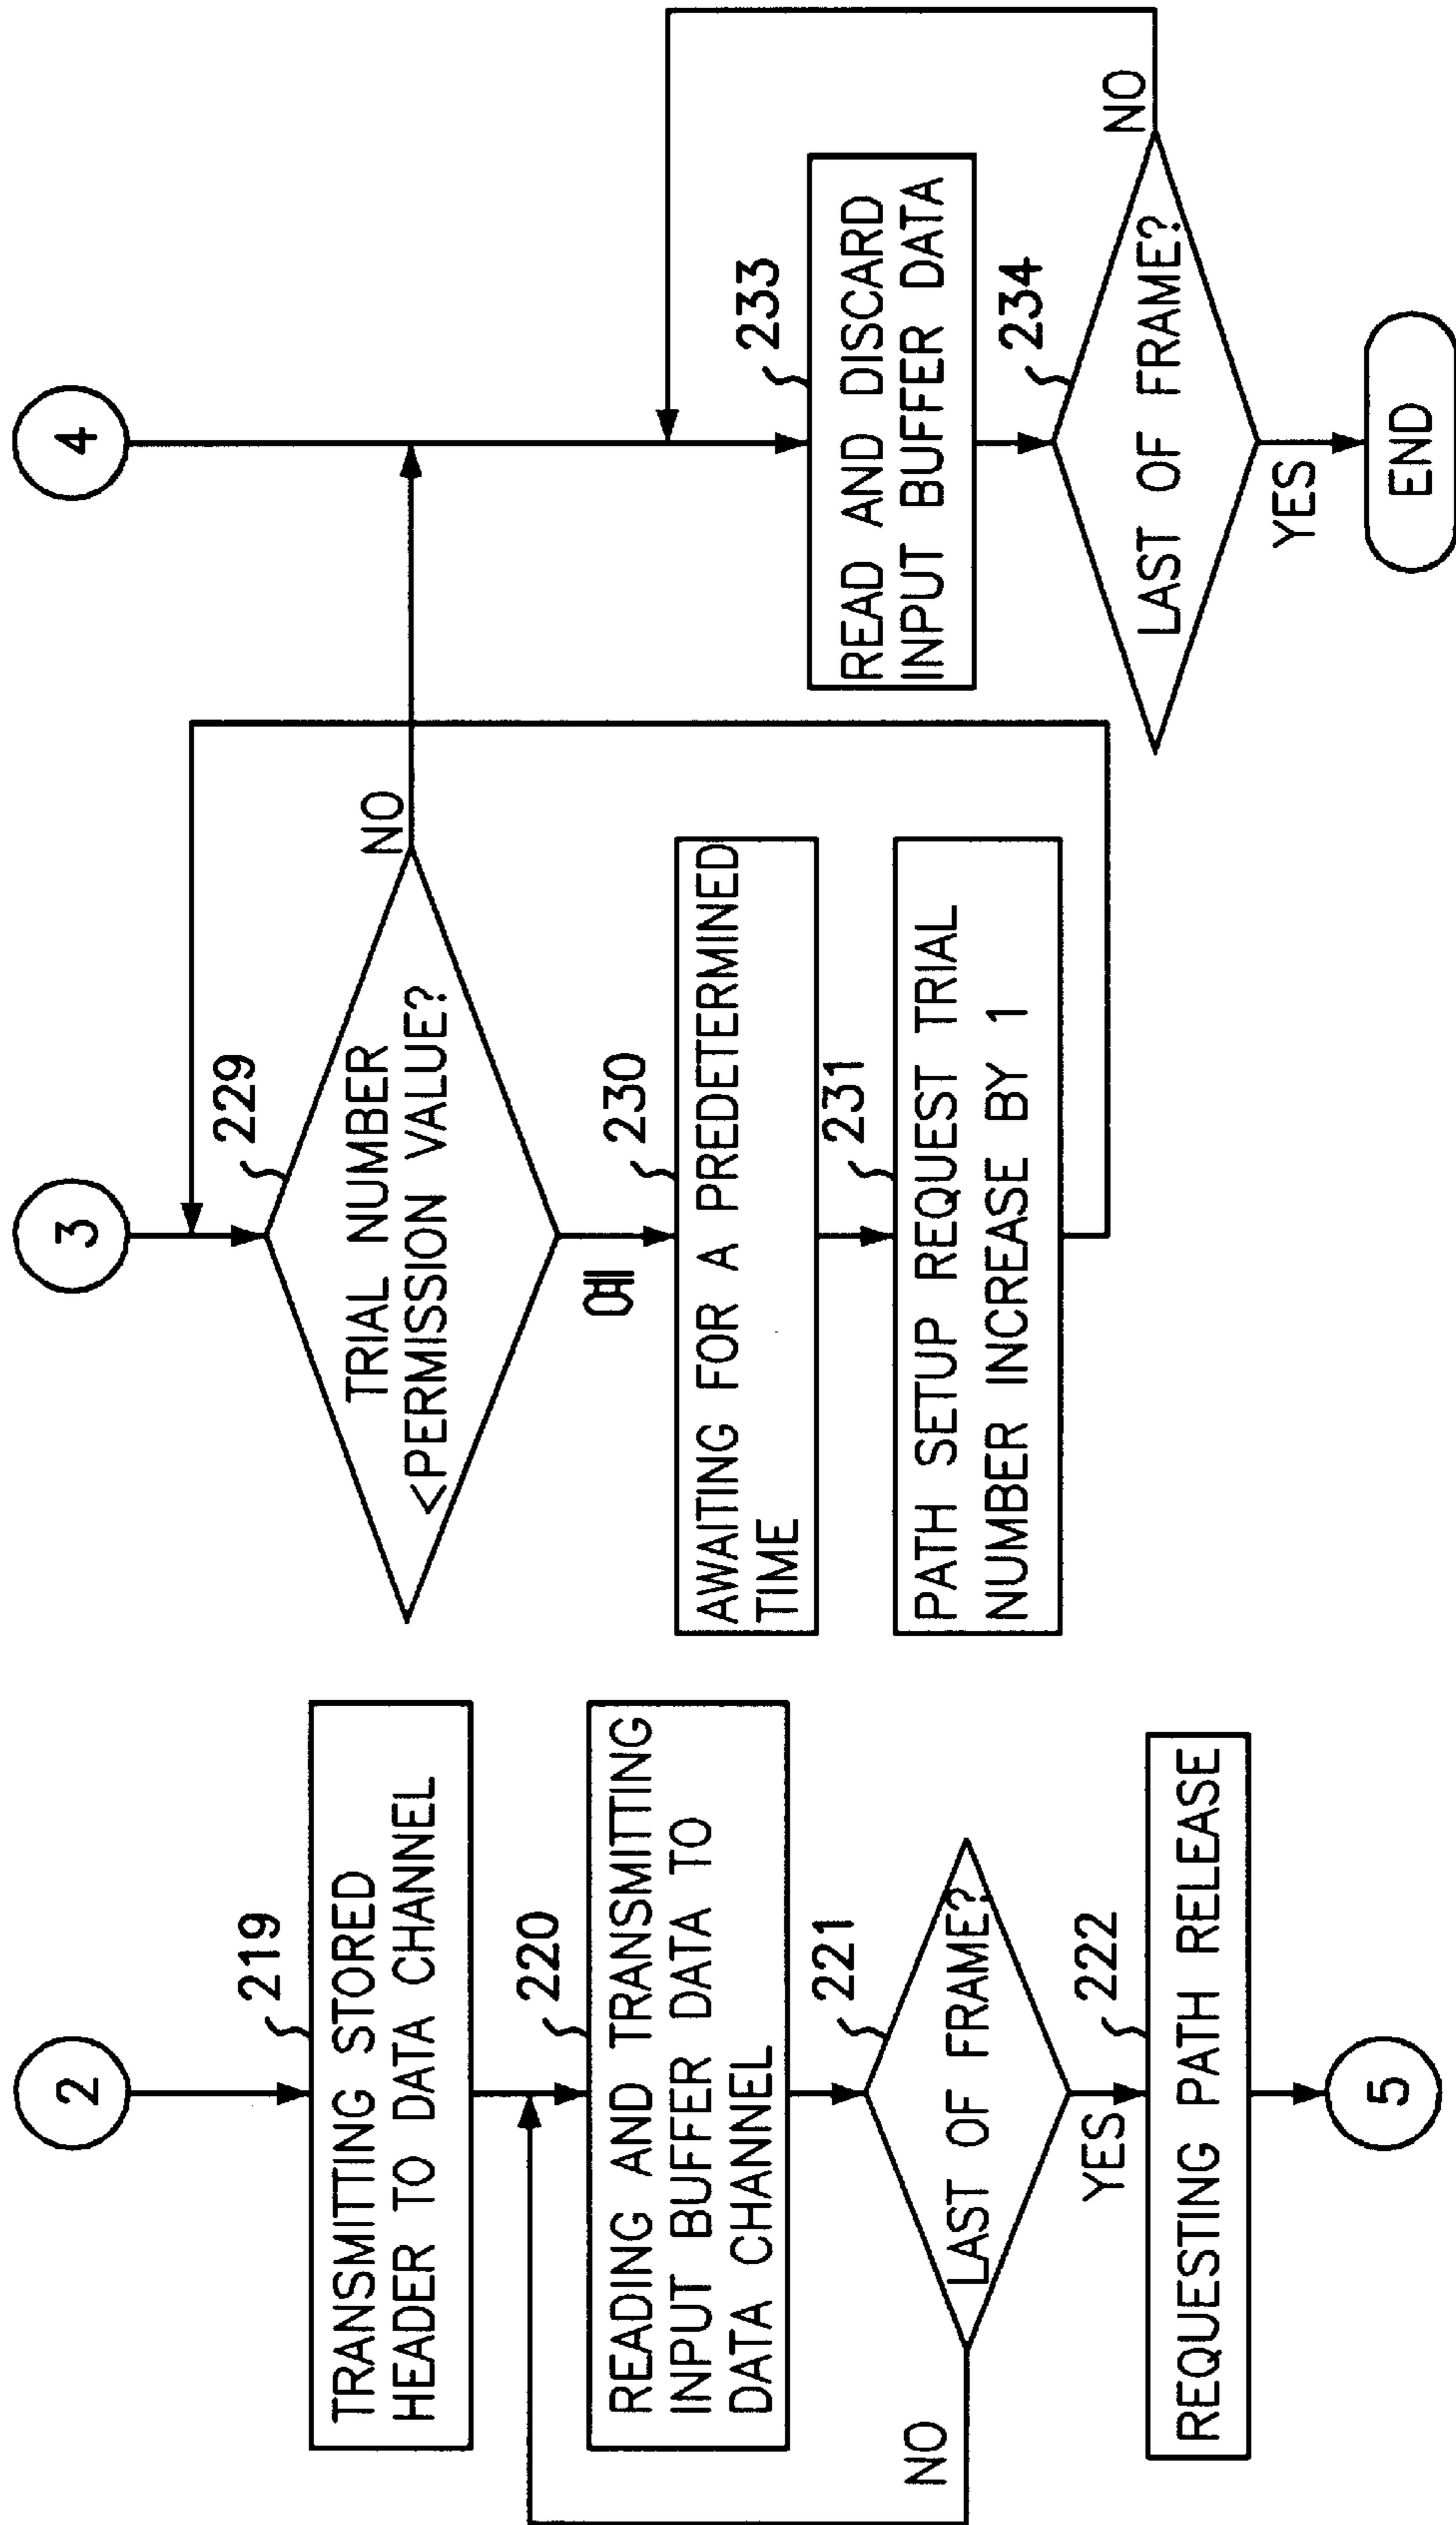 2
219
TRANSMITTING STORED
HEADER TO DATA CHANNEL
220
READING AND TRANSMITTING
INPUT BUFFER DATA TO
DATA CHANNEL
221
LAST OF FRAME?
NO
YES
222
REQUESTING PATH RELEASE
5
3
229
TRIAL NUMBER
<PERMISSION VALUE?
NO
예
230
AWAITING FOR A PREDETERMINED
TIME
231
PATH SETUP REQUEST TRIAL
NUMBER INCREASE BY 1
4
233
READ AND DISCARD
INPUT BUFFER DATA
234
LAST OF FRAME?
NO
YES
END